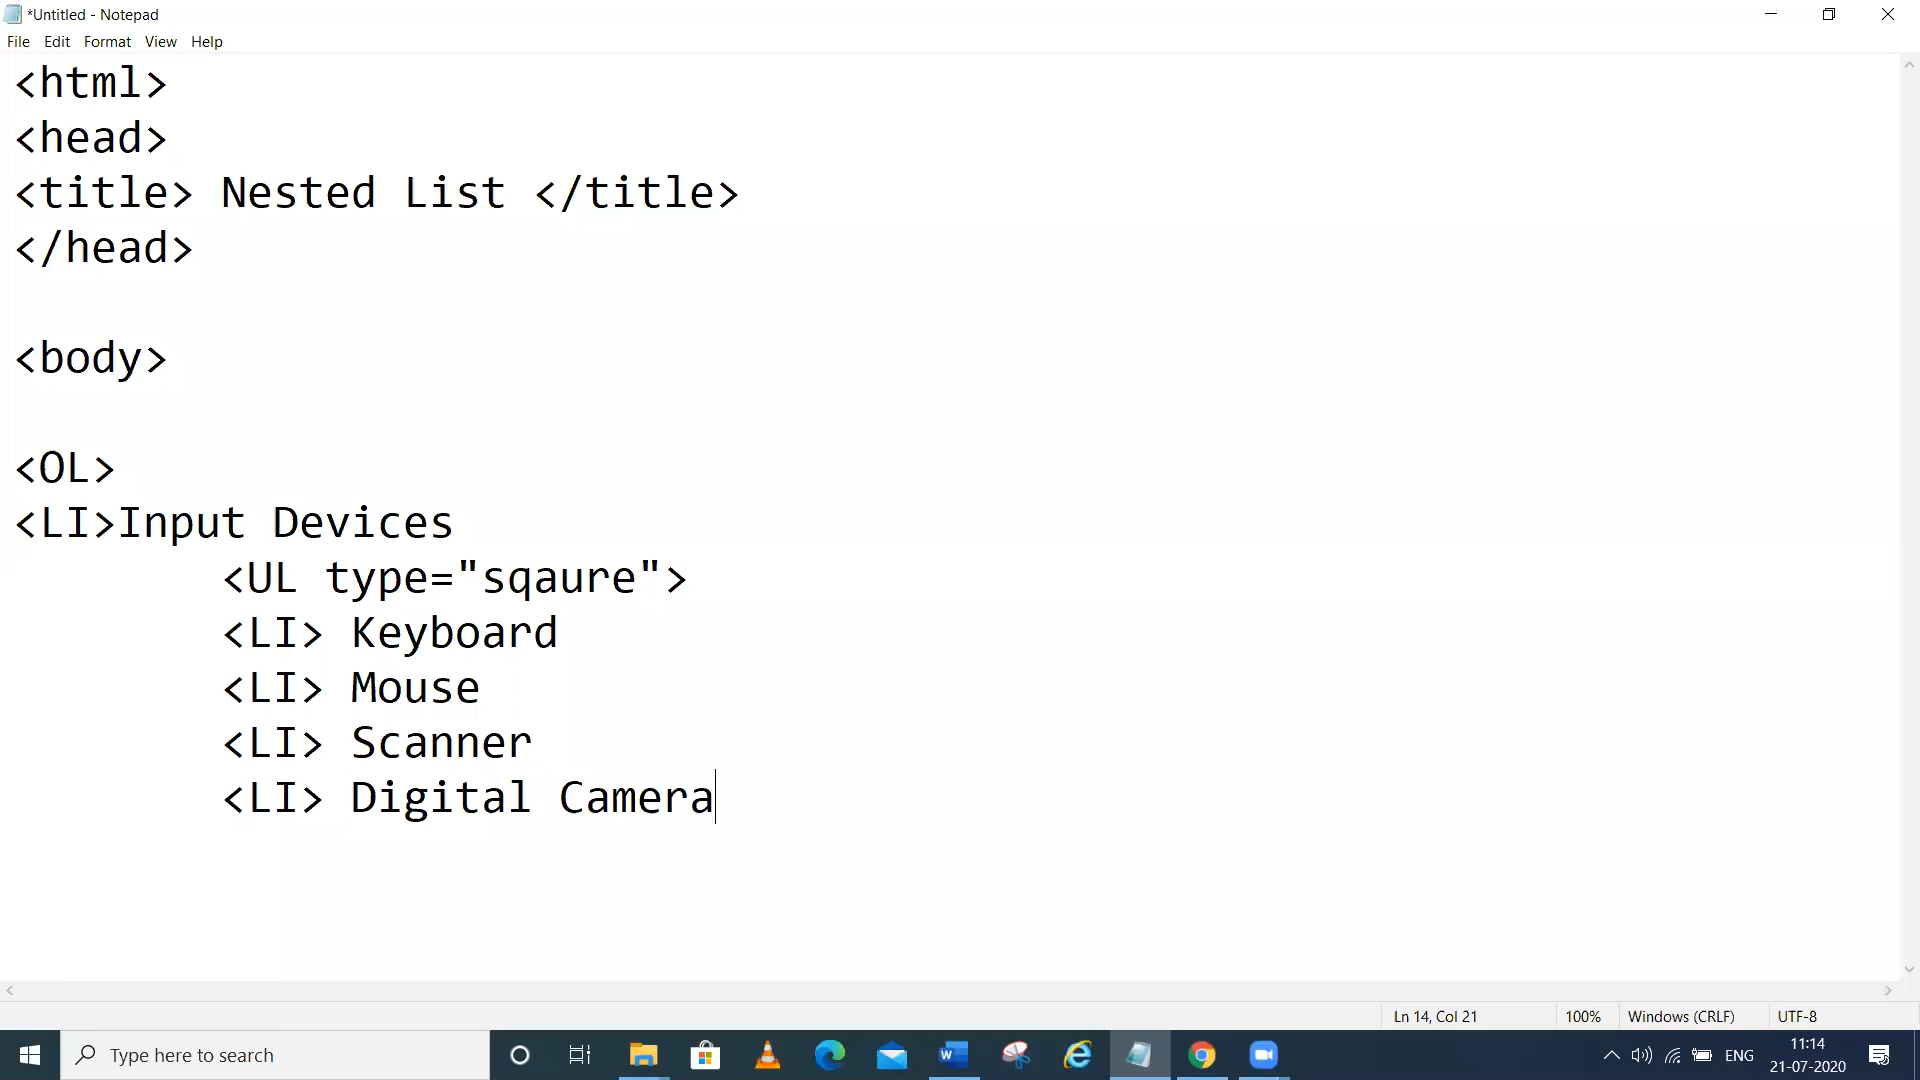 *Untitled - Notepad
File Edit Format View Help
<html>
<head>
<title> Nested List </title>
</head>
<body>
<OL>
<LI>Input Devices
<UL type="sqaure">
<LI> Keyboard
<LI> Mouse
<LI> Scanner
<LI> Digital Camera
Ln 14, Col 21 100% Windows (CRLF) UTF-8
Type here to search
ENG
11:14
21-07-2020